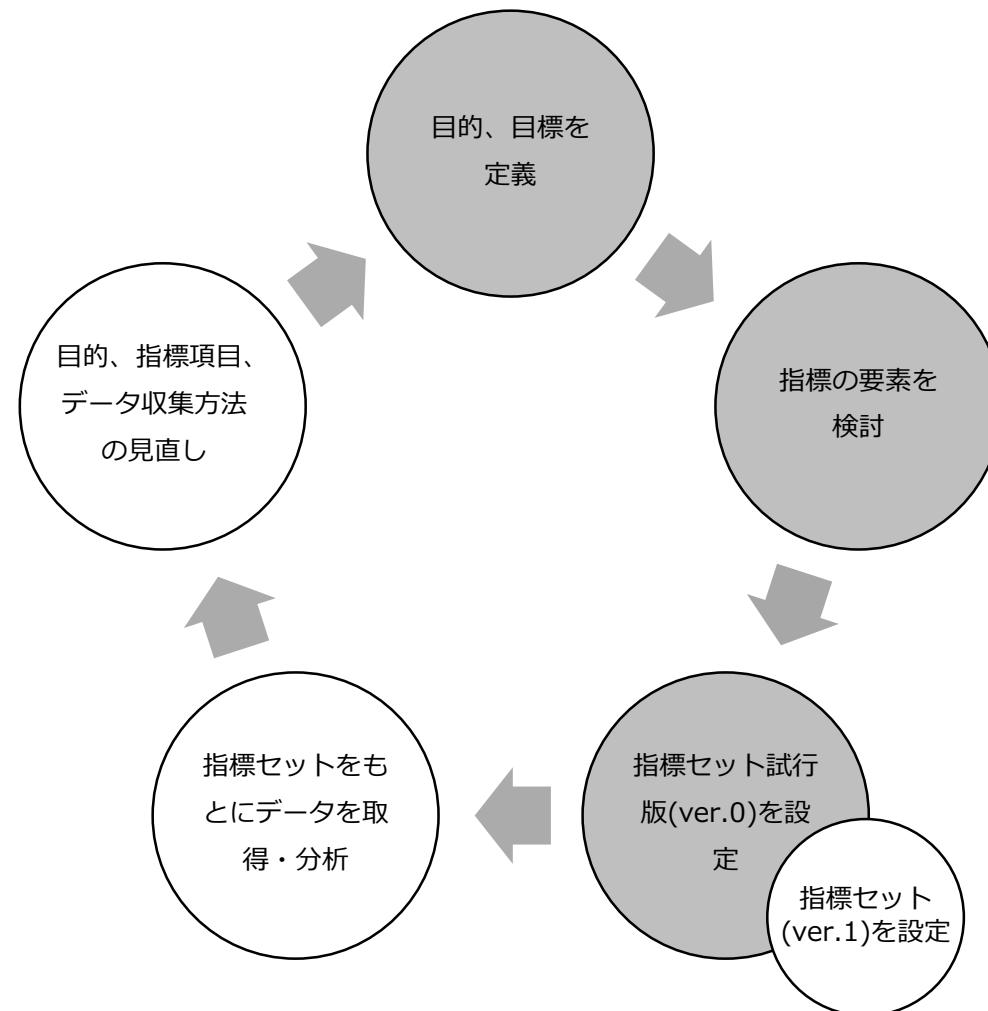 目的、目標を
定義
指標の要素を
検討
指標セット試行
版(ver.0)を設
定
指標セット
(ver.1)を設定
指標セットをも
とにデータを取
得・分析
目的、指標項目、
データ収集方法
の見直し